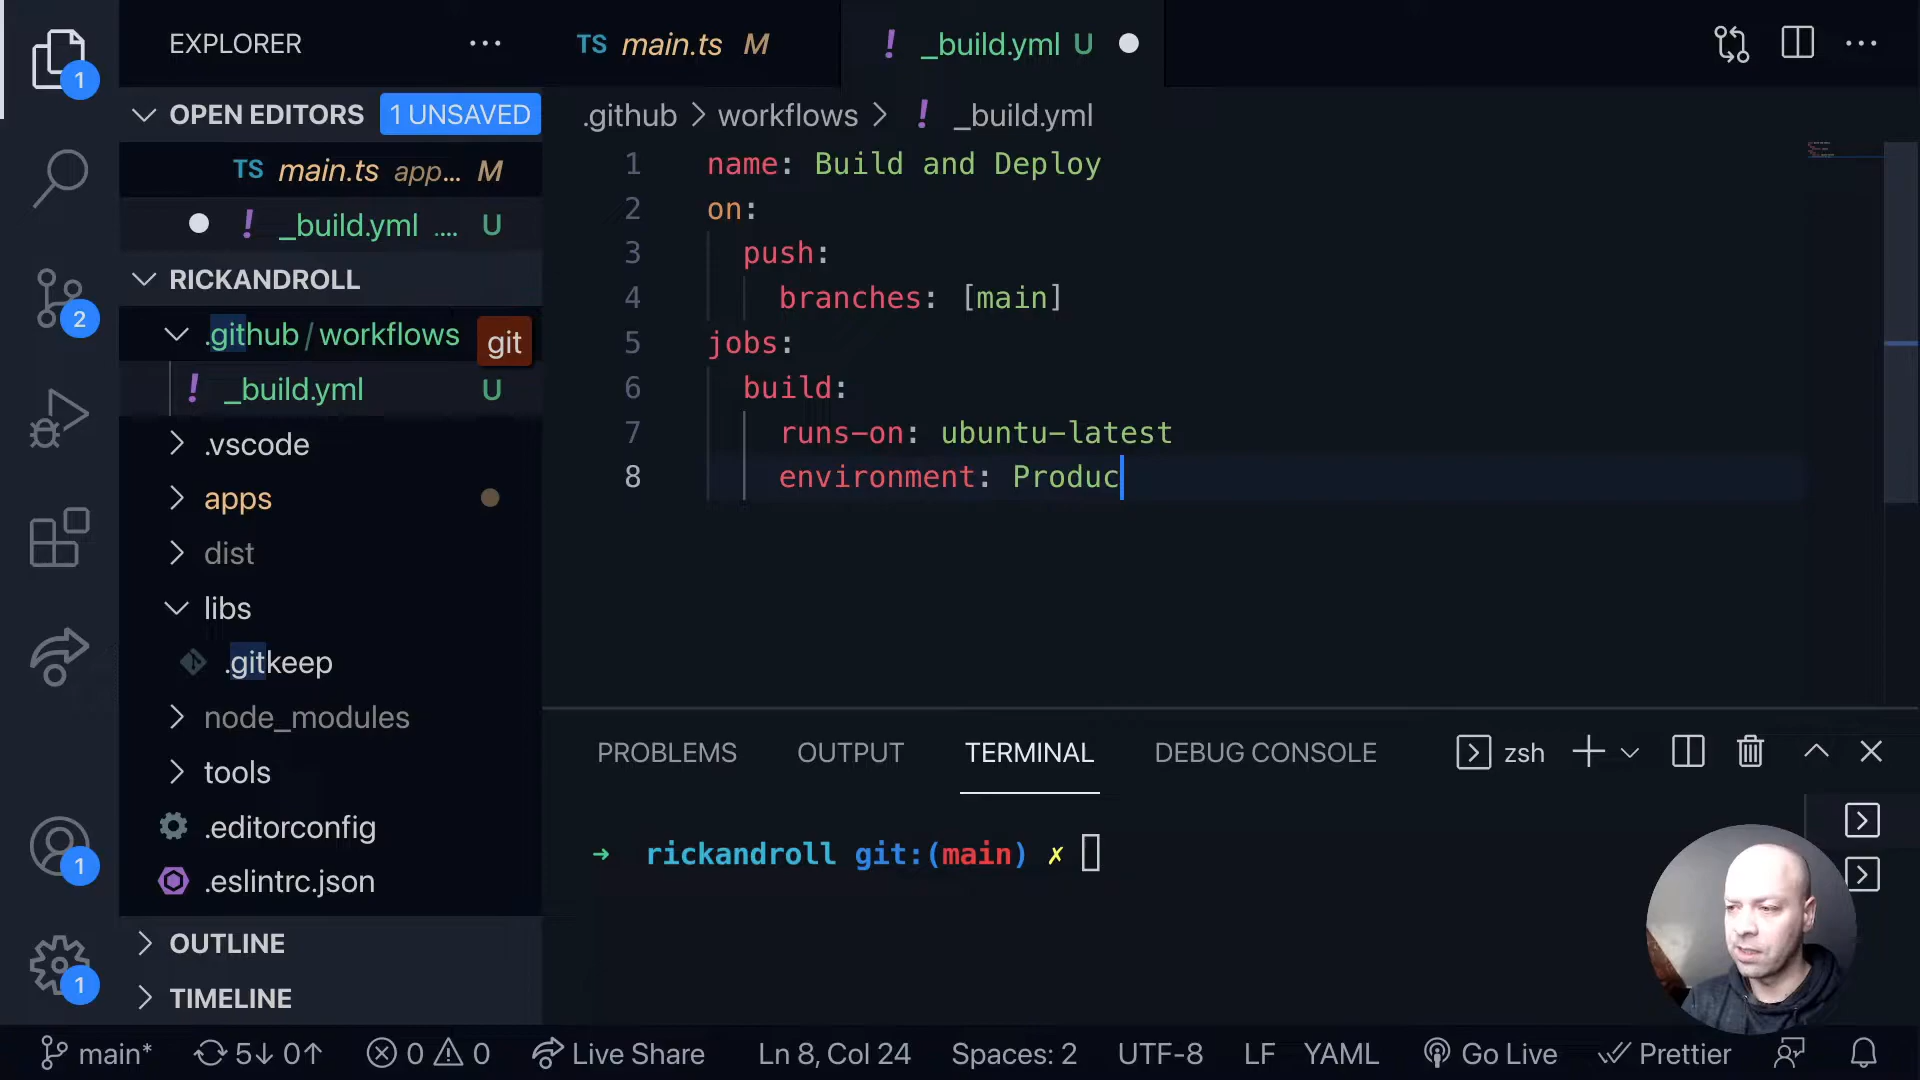 EXPLORER
OPEN EDITORS 1 UNSAVED
TS main.ts app... M
! _build.yml .... U
RICKANDROLL
.github/workflows
git
! _build.yml U
.vscode
apps
dist
libs
.gitkeep
node_modules
tools
.editorconfig
.eslintrc.json
OUTLINE
TIMELINE
1
2
1
1
TS main.ts M
! _build.yml U
.github > workflows > ! _build.yml
1 name: Build and Deploy
2 on:
3 push:
4 branches: [main]
5 jobs:
6 build:
7 runs-on: ubuntu-latest
8 environment: Produc
PROBLEMS OUTPUT TERMINAL DEBUG CONSOLE zsh
→ rickandroll git:(main) ✗
main* 5↓ 0↑ 0 0 Live Share Ln 8, Col 24 Spaces: 2 UTF-8 LF YAML Go Live Prettier